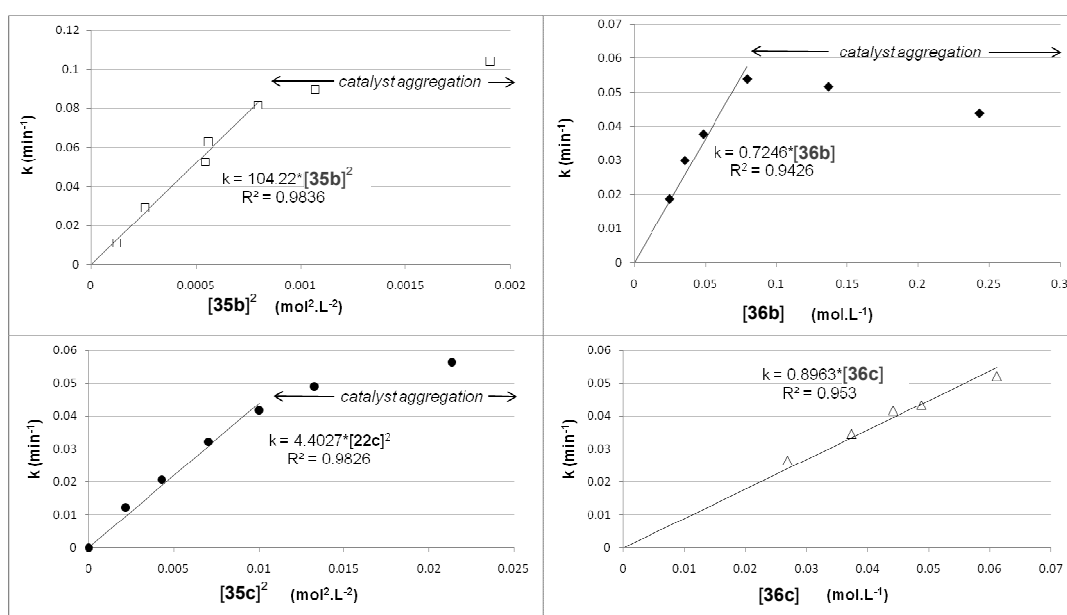 0.12
0.1
0.08
0.06
0.04
0.02
0
k (min⁻¹)
catalyst aggregation
k = 104.22*[35b]²
R² = 0.9836
0 0.0005 0.001 0.0015 0.002
[35b]² (mol².L⁻²)
0.07
0.06
0.05
0.04
0.03
0.02
0.01
0
k (min⁻¹)
catalyst aggregation
k = 0.7246*[36b]
R² = 0.9426
0 0.05 0.1 0.15 0.2 0.25 0.3
[36b] (mol.L⁻¹)
0.06
0.05
0.04
0.03
0.02
0.01
0
k (min⁻¹)
catalyst aggregation
k = 4.4027*[22c]²
R² = 0.9826
0 0.005 0.01 0.015 0.02 0.025
[35c]² (mol².L⁻²)
0.06
0.05
0.04
0.03
0.02
0.01
0
k (min⁻¹)
k = 0.8963*[36c]
R² = 0.953
0 0.01 0.02 0.03 0.04 0.05 0.06 0.07
[36c] (mol.L⁻¹)